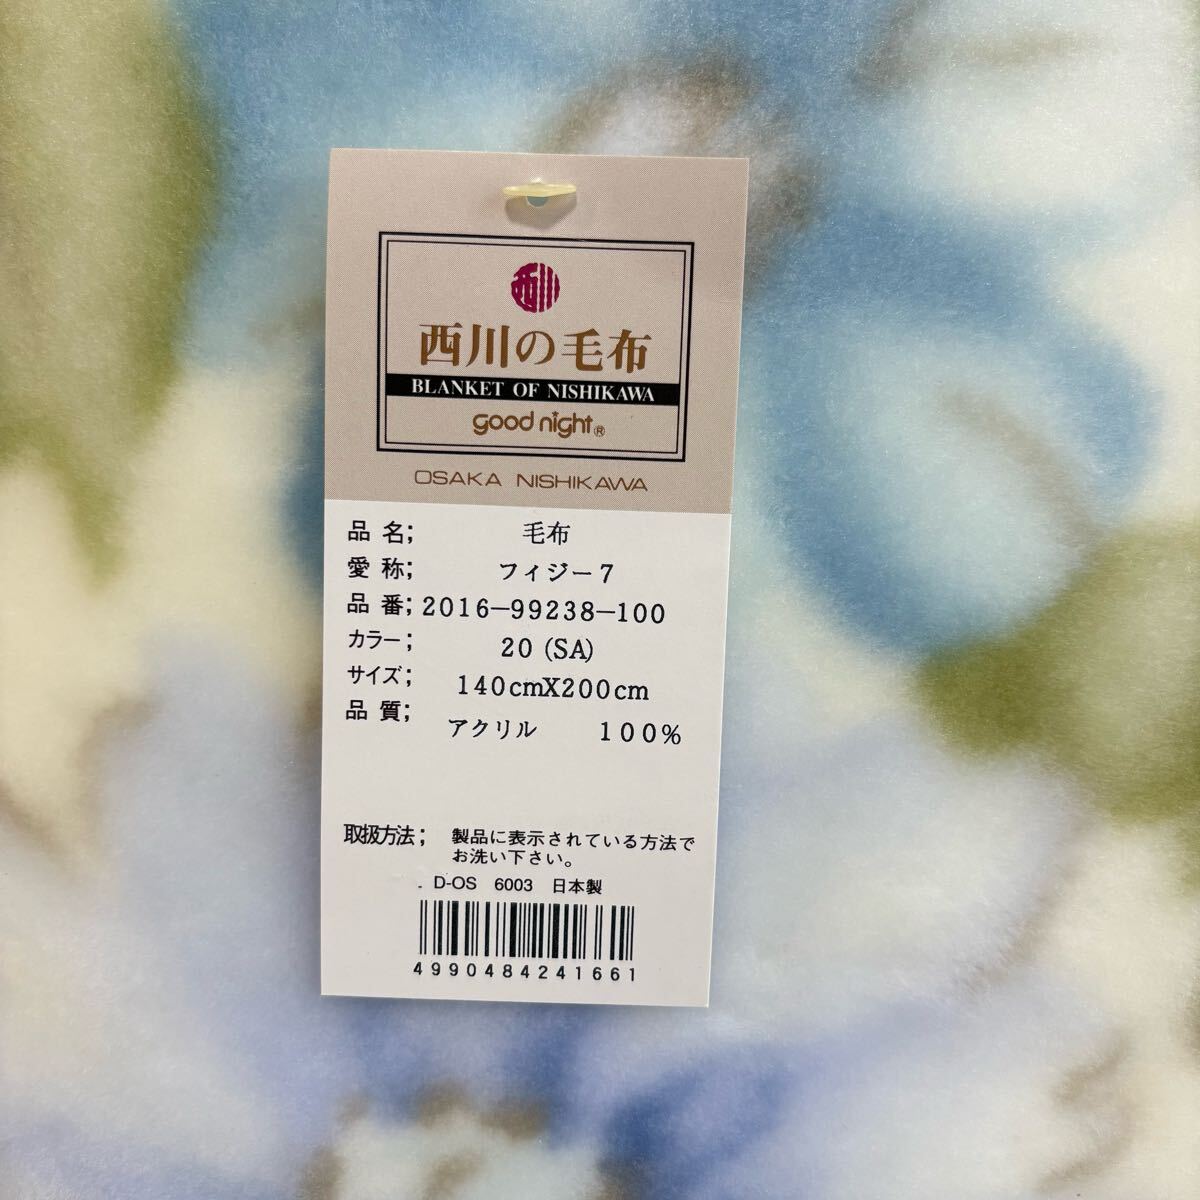 西川
西川の毛布
BLANKET OF NISHIKAWA
good night®
OSAKA NISHIKAWA
品名; 毛布
愛称; フィジー7
品番; 2016-99238-100
カラー; 20 (SA)
サイズ; 140cmX200cm
品質; アクリル 100%
取扱方法; 製品に表示されている方法で
お洗い下さい。
D-OS 6003 日本製
4990484241661